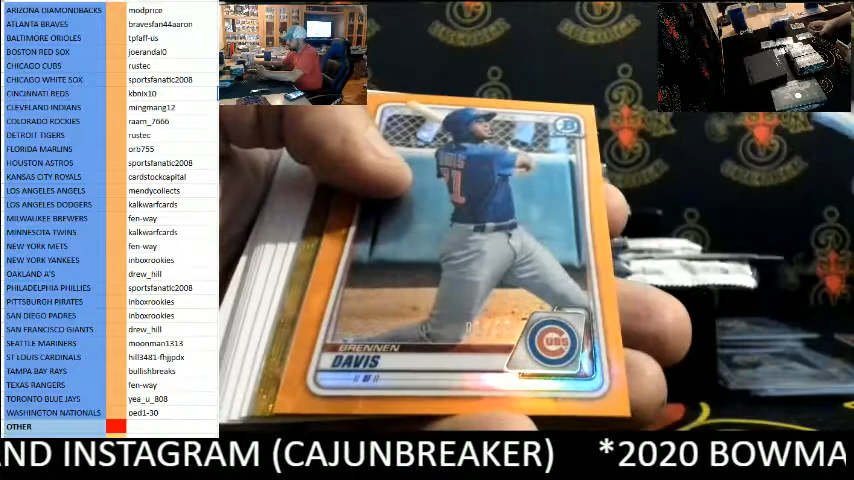 ARIZONA DIAMONDBACKS modprice
ATLANTA BRAVES bravesfan44aaron
BALTIMORE ORIOLES tpfaff-us
BOSTON RED SOX joerandal0
CHICAGO CUBS rustec
CHICAGO WHITE SOX sportsfanatic2008
CINCINNATI REDS kbnix10
CLEVELAND INDIANS mingmang12
COLORADO ROCKIES raam_7666
DETROIT TIGERS rustec
FLORIDA MARLINS orb755
HOUSTON ASTROS sportsfanatic2008
KANSAS CITY ROYALS cardstockcapital
LOS ANGELES ANGELS mendycollects
LOS ANGELES DODGERS kalkwarfcards
MILWAUKEE BREWERS fen-way
MINNESOTA TWINS kalkwarfcards
NEW YORK METS fen-way
NEW YORK YANKEES inboxrookies
OAKLAND A'S drew_hill
PHILADELPHIA PHILLIES sportsfanatic2008
PITTSBURGH PIRATES inboxrookies
SAN DIEGO PADRES inboxrookies
SAN FRANCISCO GIANTS drew_hill
SEATTLE MARINERS moonman1313
ST LOUIS CARDINALS hill3481-fhjjpdx
TAMPA BAY RAYS bullishbreaks
TEXAS RANGERS fen-way
TORONTO BLUE JAYS yea_u_808
WASHINGTON NATIONALS ped1-30
OTHER
BRENNEN
DAVIS
OF
CUBS
ND INSTAGRAM (CAJUNBREAKER) *2020 BOWMA